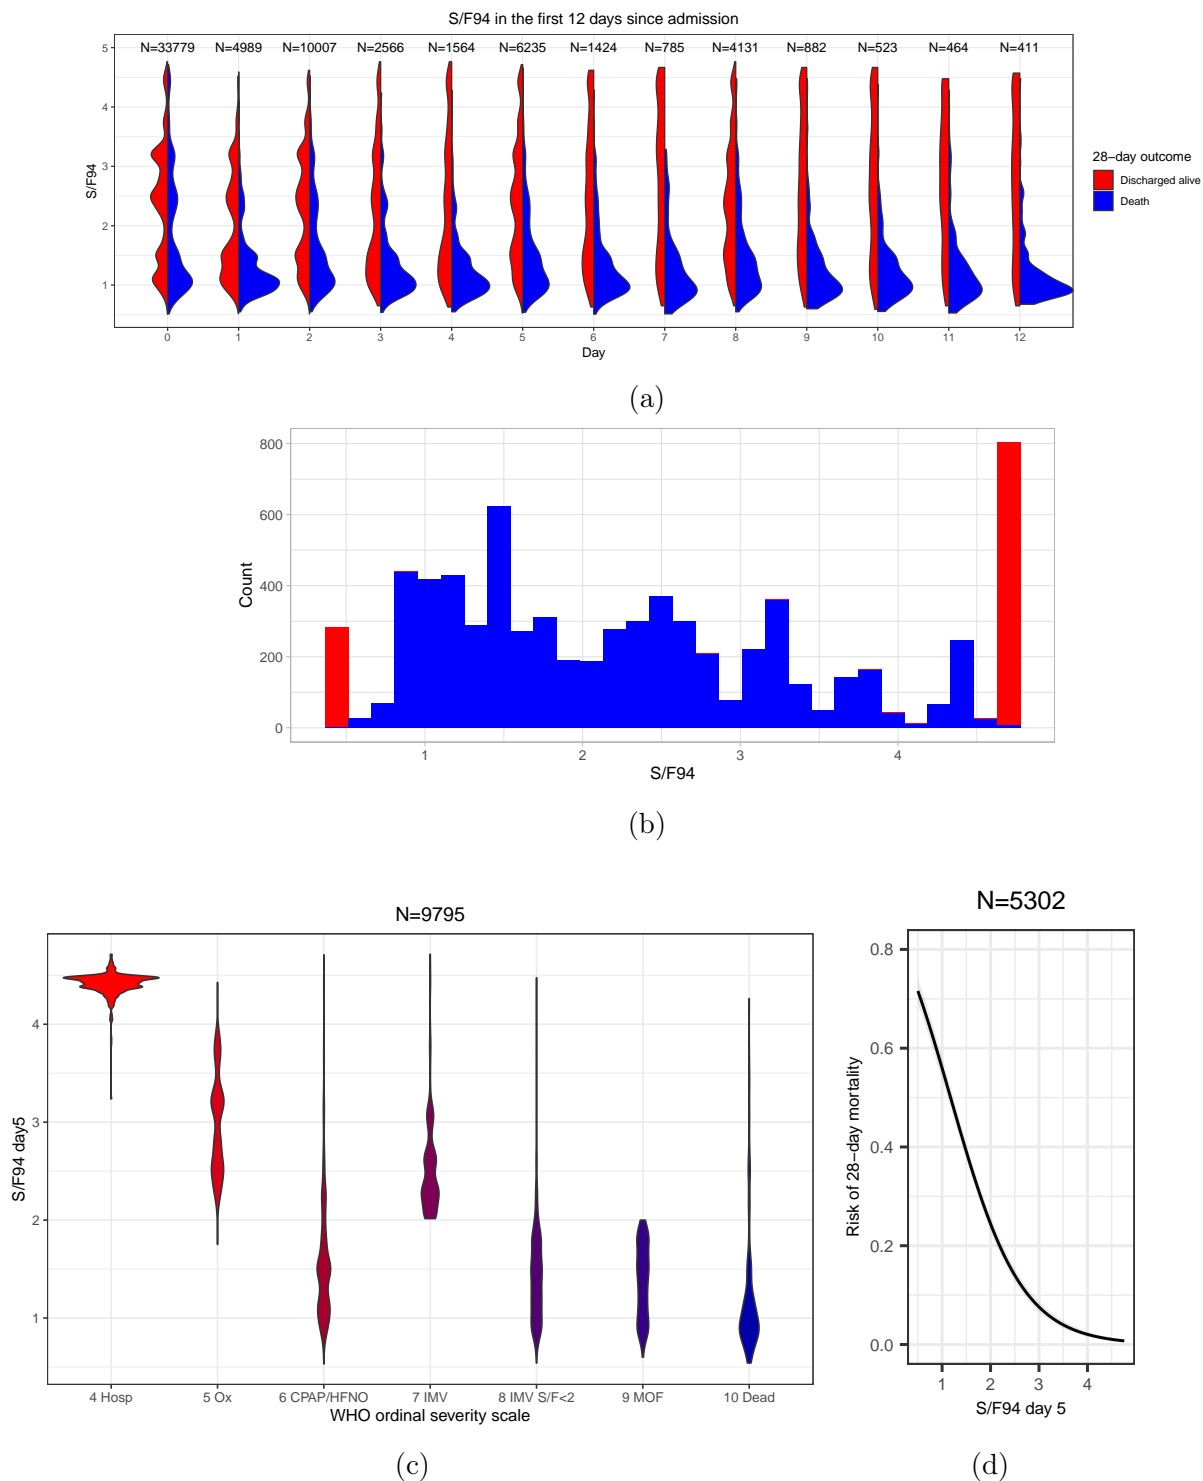 S/F94 in the first 12 days since admission
N=33779 N=4989 N=10007 N=2566 N=1564 N=6235 N=1424 N=785 N=4131 N=882 N=523 N=464 N=411
5
4
3
2
1
S/F94
0 1 2 3 4 5 6 7 8 9 10 11 12
Day
28−day outcome
Discharged alive
Death
(a)
800
600
400
200
0
Count
1 2 3 4
S/F94
(b)
N=9795
4
3
2
1
S/F94 day5
4 Hosp 5 Ox 6 CPAP/HFNO 7 IMV 8 IMV S/F<2 9 MOF 10 Dead
WHO ordinal severity scale
(c)
N=5302
0.8
0.6
0.4
0.2
0.0
Risk of 28−day mortality
1 2 3 4
S/F94 day 5
(d)